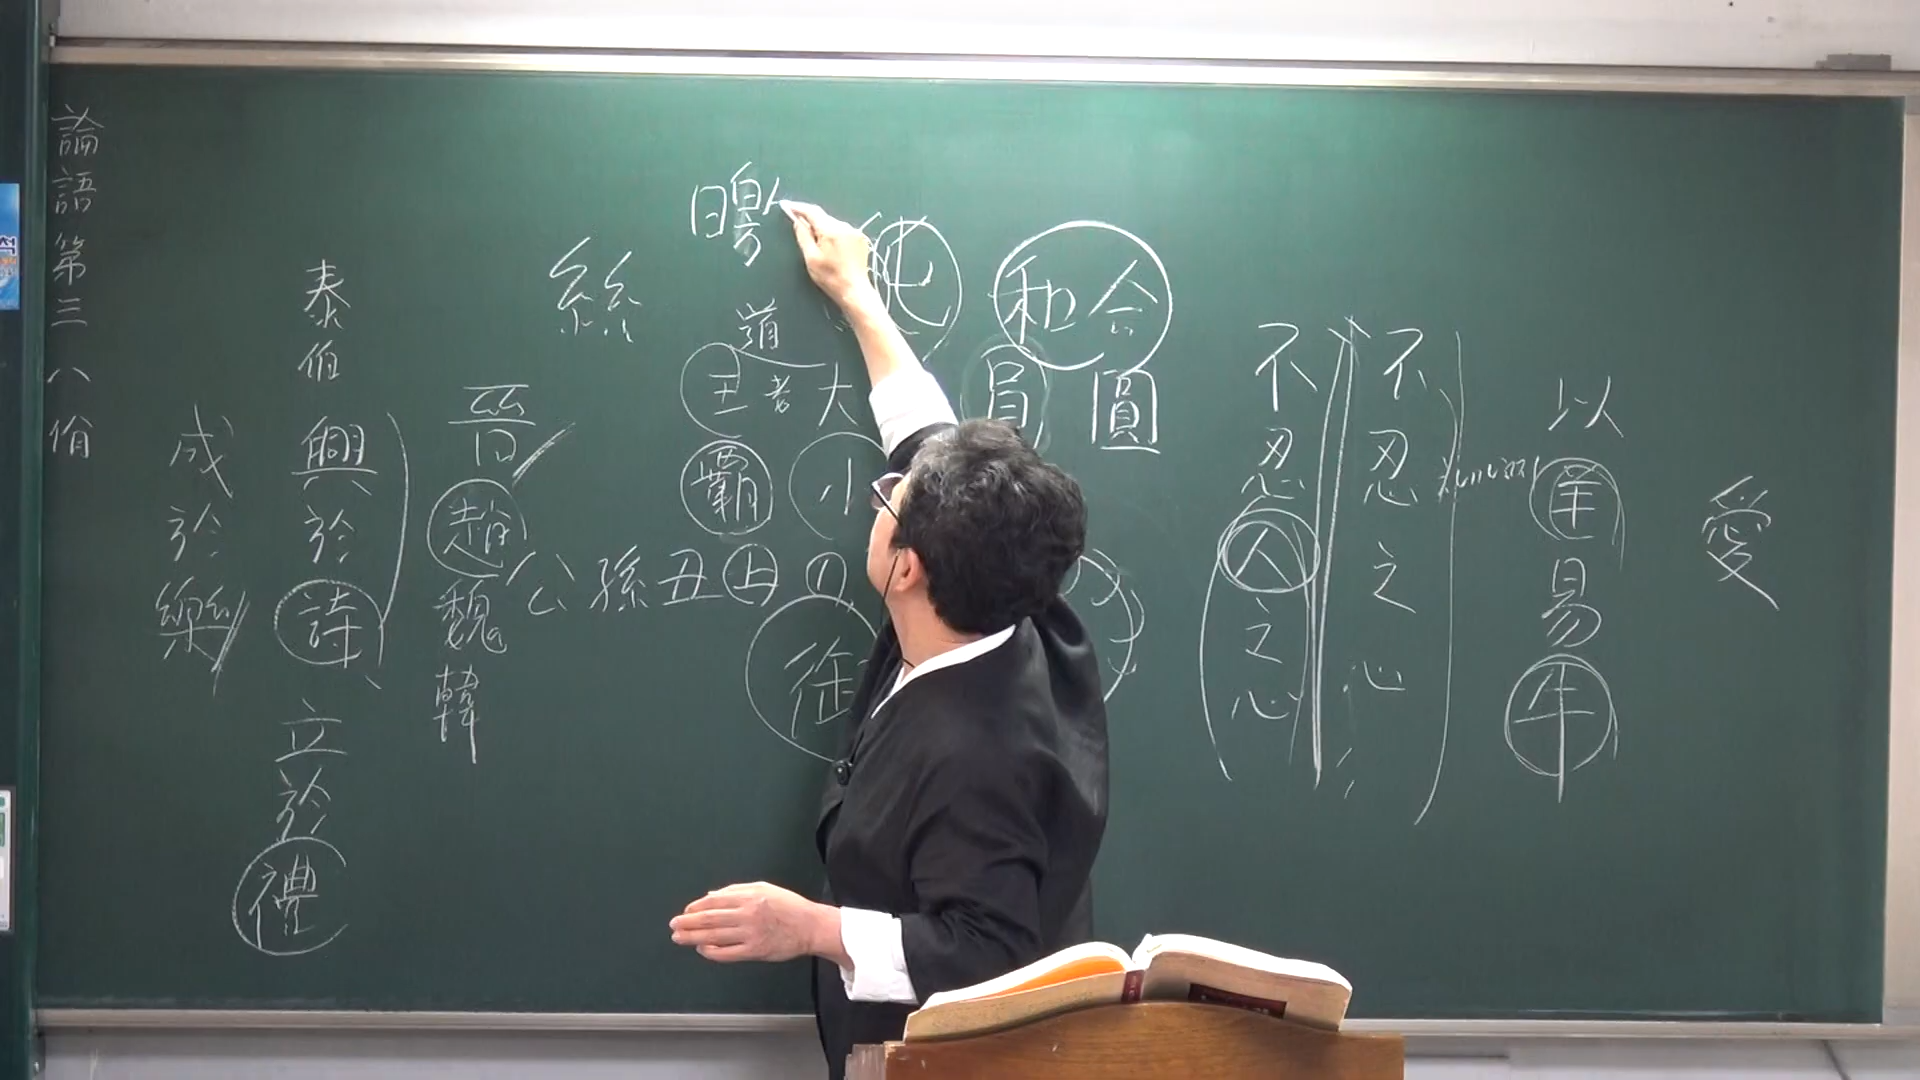 論語第三八佾
泰伯
興於詩
立於禮
成於樂
晉
趙魏韓
絲
和合
道
王者大
霸小
員圓
公孫丑上
不忍人之心
不忍之心
以羊易牛
愛